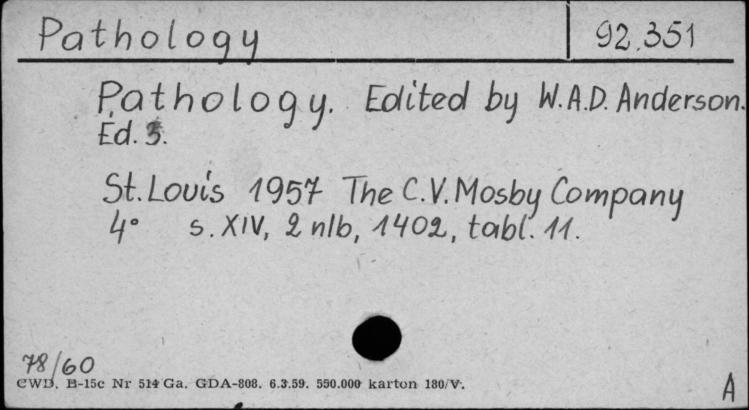 Pathology 92.351
Pathology. Edited by W.A.D. Anderson.
Ed. 3.
St. Louis 1957 The C.V. Mosby Company
4° s. XIV, 2 nlb, 1402, tabl. 11.
78/60
CWD. B-15c Nr 514 Ga. GDA-808. 6.3.59. 550.000 karton 180/V.
A